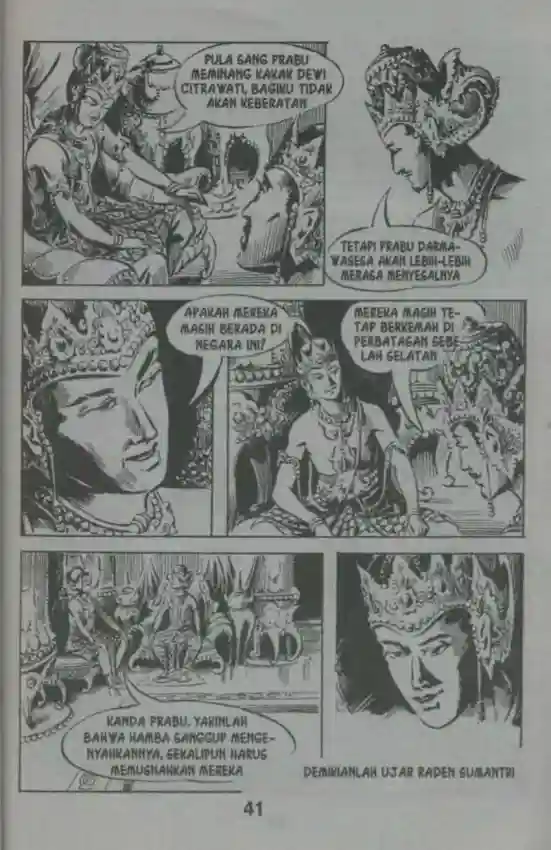 PULA SANG PRABU
MEMINANG KAKAK DEWI
CITRAWATI, BAGIKU TIDAK
AKAN KEBERATAN
TETAPI PRABU DARMA-
WASESA AKAN LEBIH-LEBIH
MERASA MENYESALNYA
APAKAH MEREKA
MASIH BERADA DI
NEGARA INI?
MEREKA MASIH TE-
TAP BERKEMAH DI
PERBATASAN SEBE
LAH SELATAN
KANDA PRABU, YAKINLAH
BAHWA HAMBA SANGGUP MENGE-
NYAHKANNYA, SEKALIPUN HARUS
MEMUSNAHKAN MEREKA
DEMIKIANLAH UJAR RADEN SUMANTRI
41